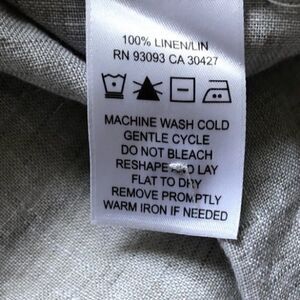 100% LINEN/LIN
RN 93093 CA 30427
MACHINE WASH COLD
GENTLE CYCLE
DO NOT BLEACH
RESHAPE AND LAY
FLAT TO DRY
REMOVE PROMPTLY
WARM IRON IF NEEDED